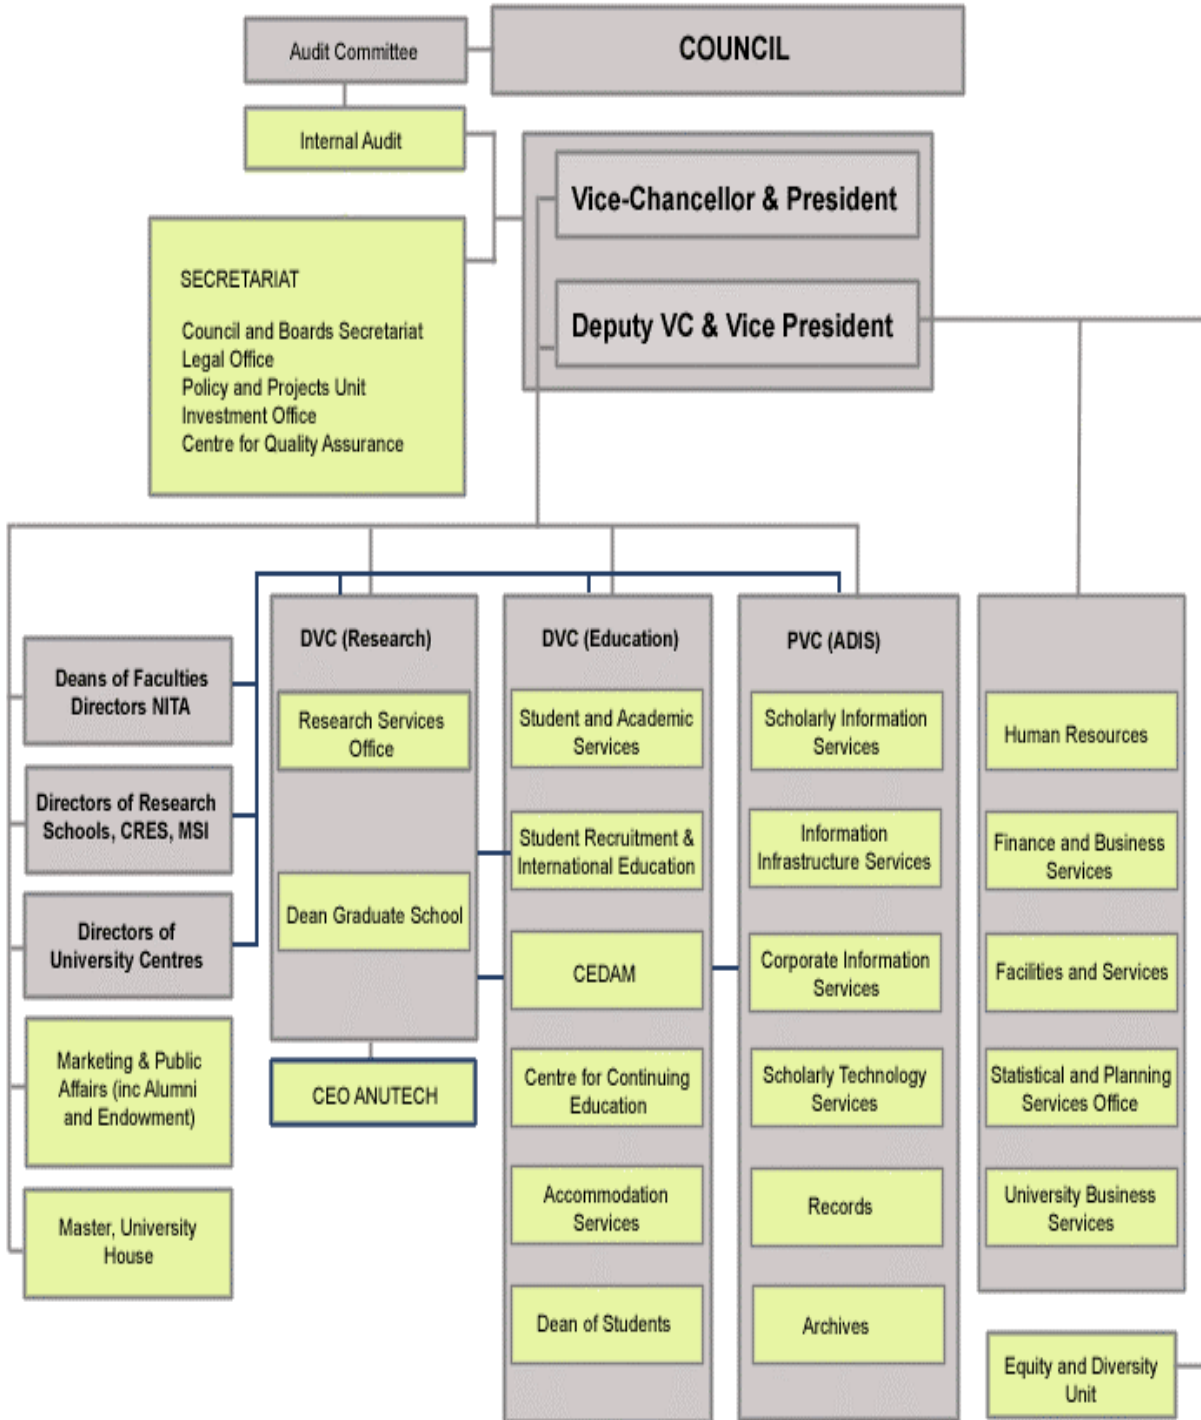 Audit Committee
COUNCIL
Internal Audit
Vice-Chancellor & President
Deputy VC & Vice President
SECRETARIAT
Council and Boards Secretariat
Legal Office
Policy and Projects Unit
Investment Office
Centre for Quality Assurance
Deans of Faculties
Directors NITA
Directors of Research
Schools, CRES, MSI
Directors of
University Centres
Marketing & Public
Affairs (inc Alumni
and Endowment)
Master, University
House
DVC (Research)
Research Services
Office
Dean Graduate School
CEO ANUTECH
DVC (Education)
Student and Academic
Services
Student Recruitment &
International Education
CEDAM
Centre for Continuing
Education
Accommodation
Services
Dean of Students
PVC (ADIS)
Scholarly Information
Services
Information
Infrastructure Services
Corporate Information
Services
Scholarly Technology
Services
Records
Archives
Human Resources
Finance and Business
Services
Facilities and Services
Statistical and Planning
Services Office
University Business
Services
Equity and Diversity
Unit